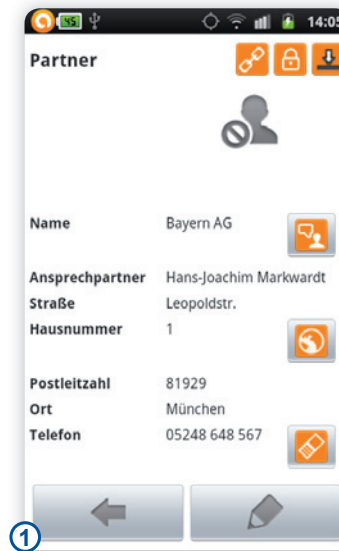 45 14:05
Partner
Name Bayern AG
Ansprechpartner Hans-Joachim Markwardt
Straße Leopoldstr.
Hausnummer 1
Postleitzahl 81929
Ort München
Telefon 05248 648 567
1